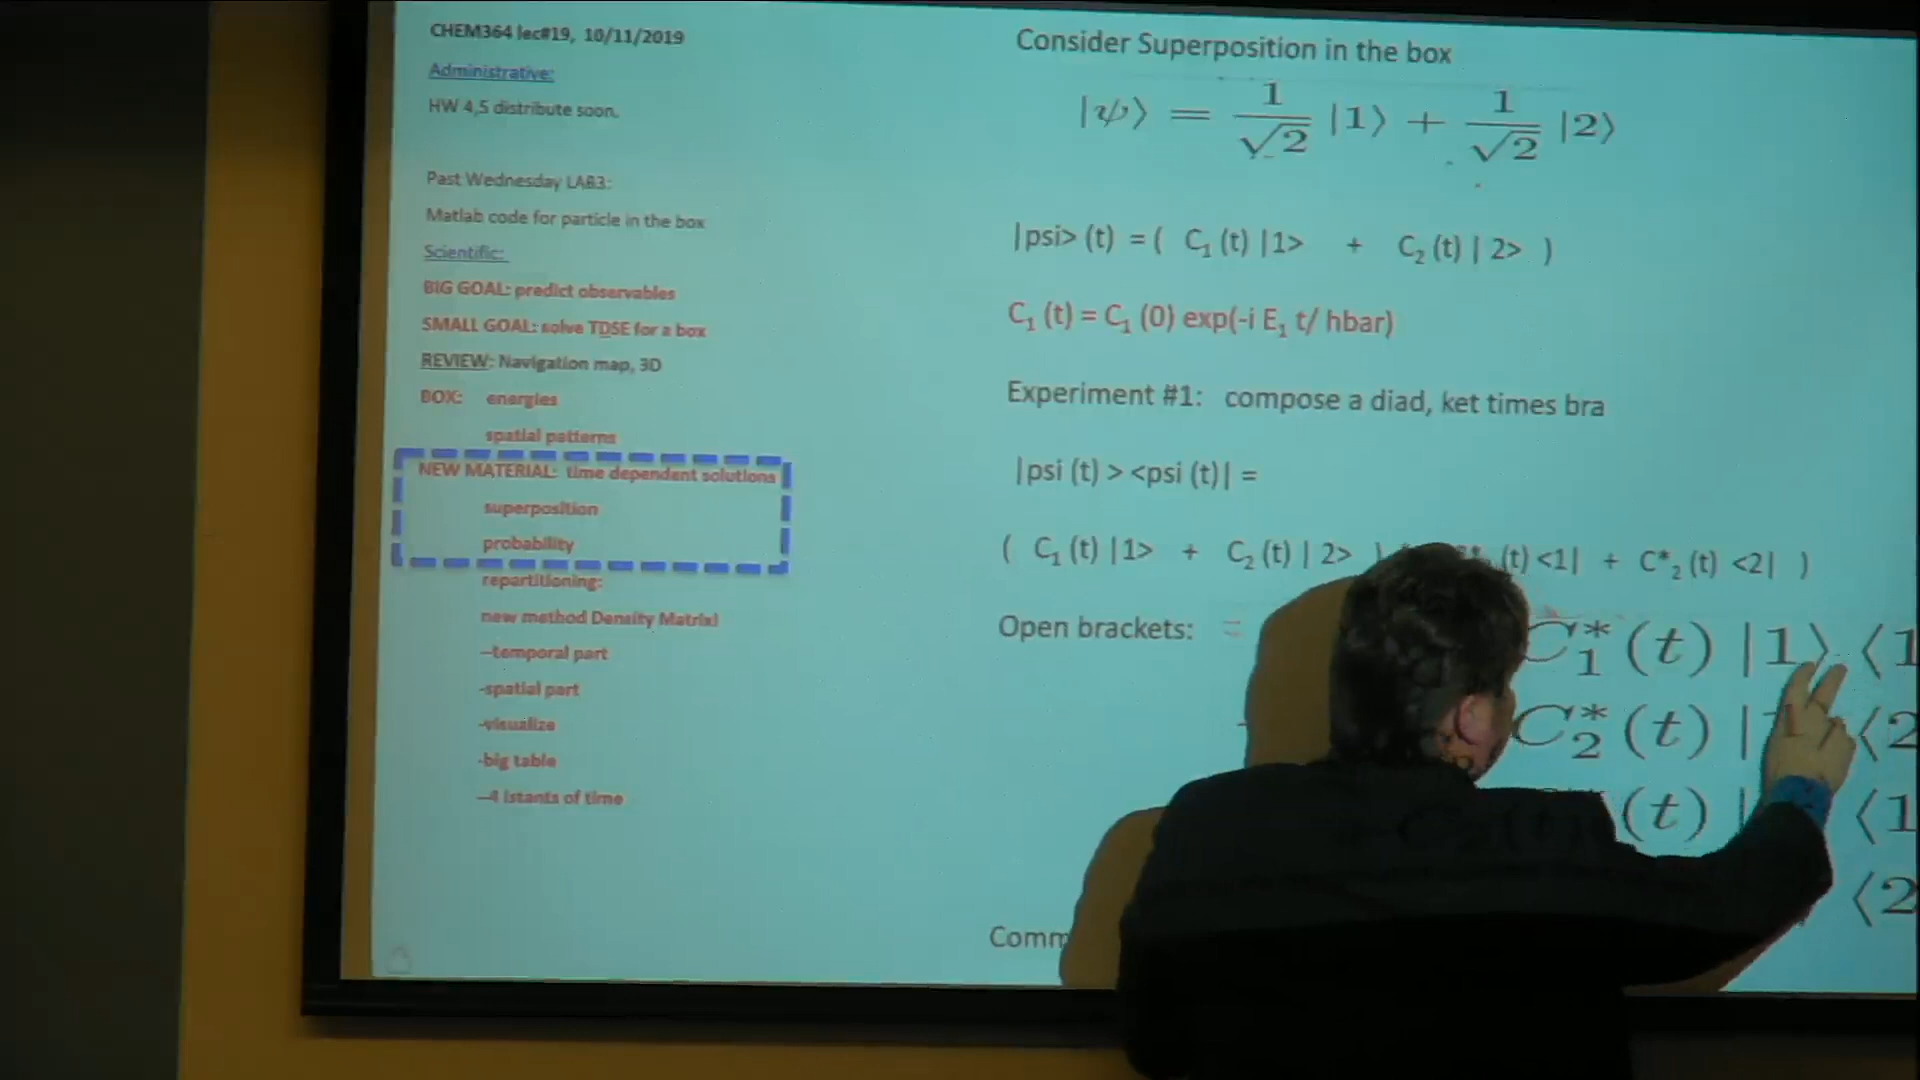 CHEM364 lec#19, 10/11/2019
Administrative:
HW 4,5 distribute soon.
Past Wednesday LAB3:
Matlab code for particle in the box
Scientific:
BIG GOAL: predict observables
SMALL GOAL: solve TDSE for a box
REVIEW: Navigation map, 3D
BOX: energies
spatial patterns
NEW MATERIAL: time dependent solutions
superposition
probability
repartitioning:
new method Density Matrix!
--temporal part
-spatial part
-visualize
-big table
--4 istants of time
Consider Superposition in the box
|ψ⟩ = 1/√2 |1⟩ + 1/√2 |2⟩
|psi> (t) = ( C₁ (t) |1> + C₂ (t) | 2> )
C₁ (t) = C₁ (0) exp(-i E₁ t/ hbar)
Experiment #1: compose a diad, ket times bra
|psi (t) > <psi (t)| =
( C₁ (t) |1> + C₂ (t) | 2> ) (t) <1| + C*₂ (t) <2| )
Open brackets: = C₁*(t) |1⟩ ⟨1
C₂*(t) |1⟩ ⟨2
(t) | ⟨1
⟨2